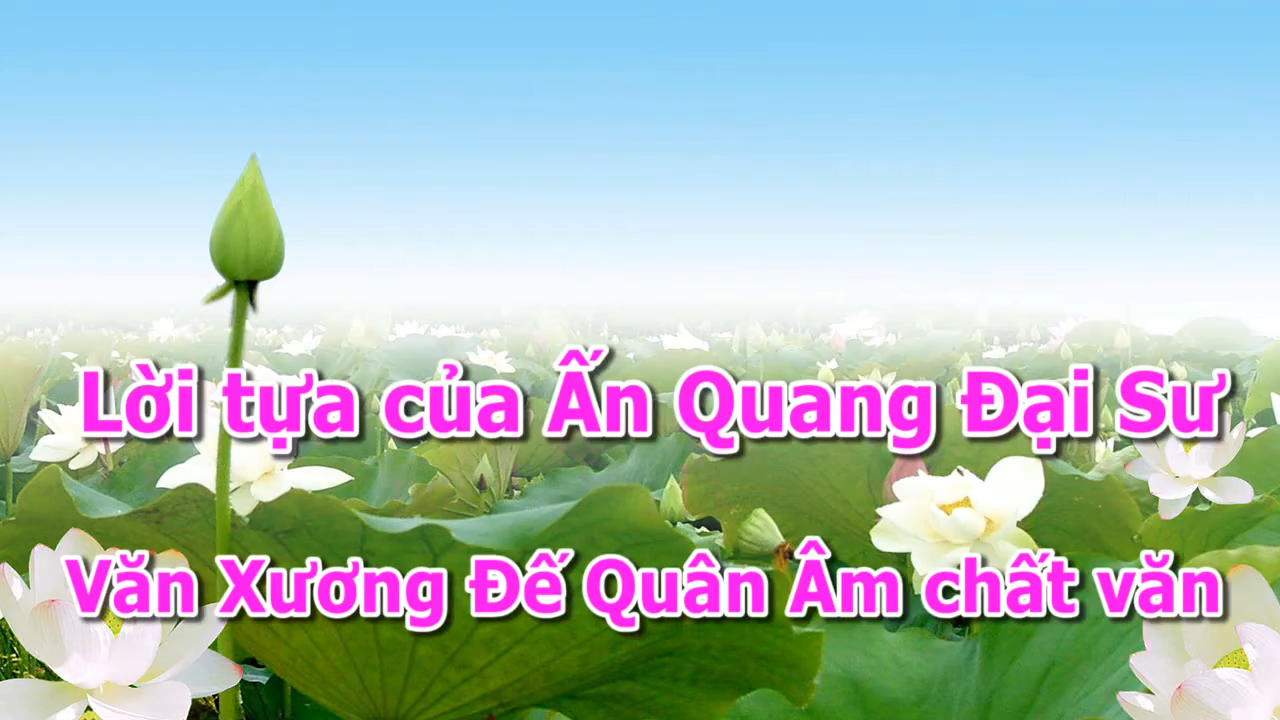 Lời tựa của Ấn Quang Đại Sư
Văn Xương Đế Quân Âm chất văn